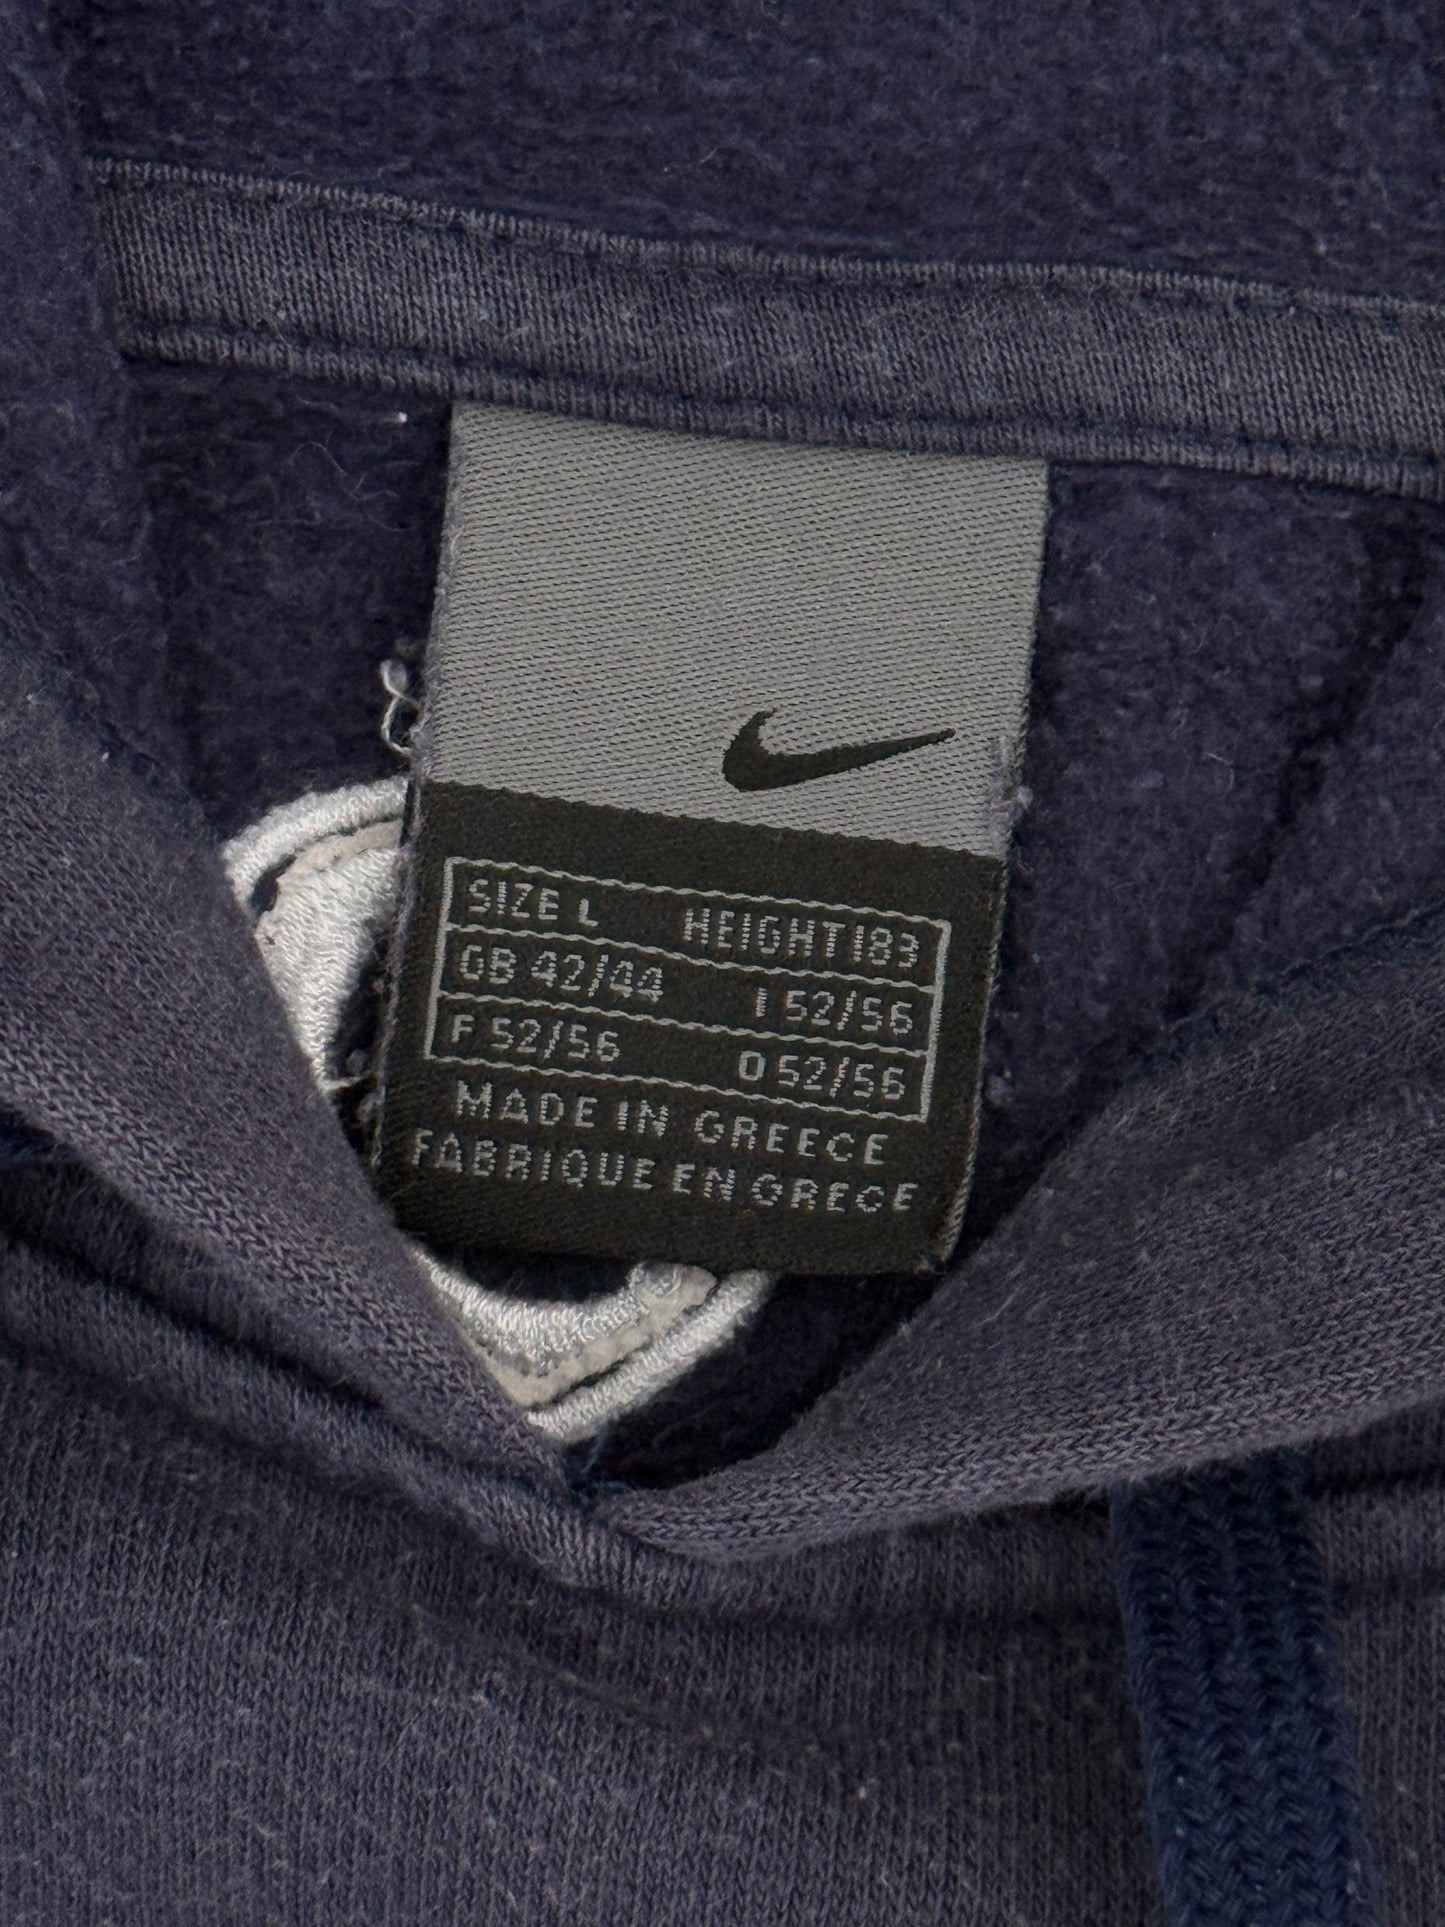 SIZE L HEIGHT 183
GB 42/44 I 52/56
F 52/56 D 52/56
MADE IN GREECE
FABRIQUE EN GRECE